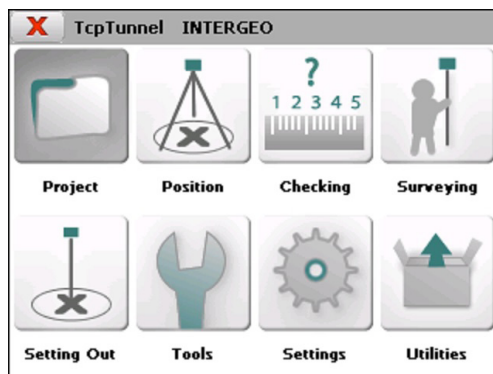 X TcpTunnel INTERGEO
?
1 2 3 4 5
Project Position Checking Surveying
Setting Out Tools Settings Utilities